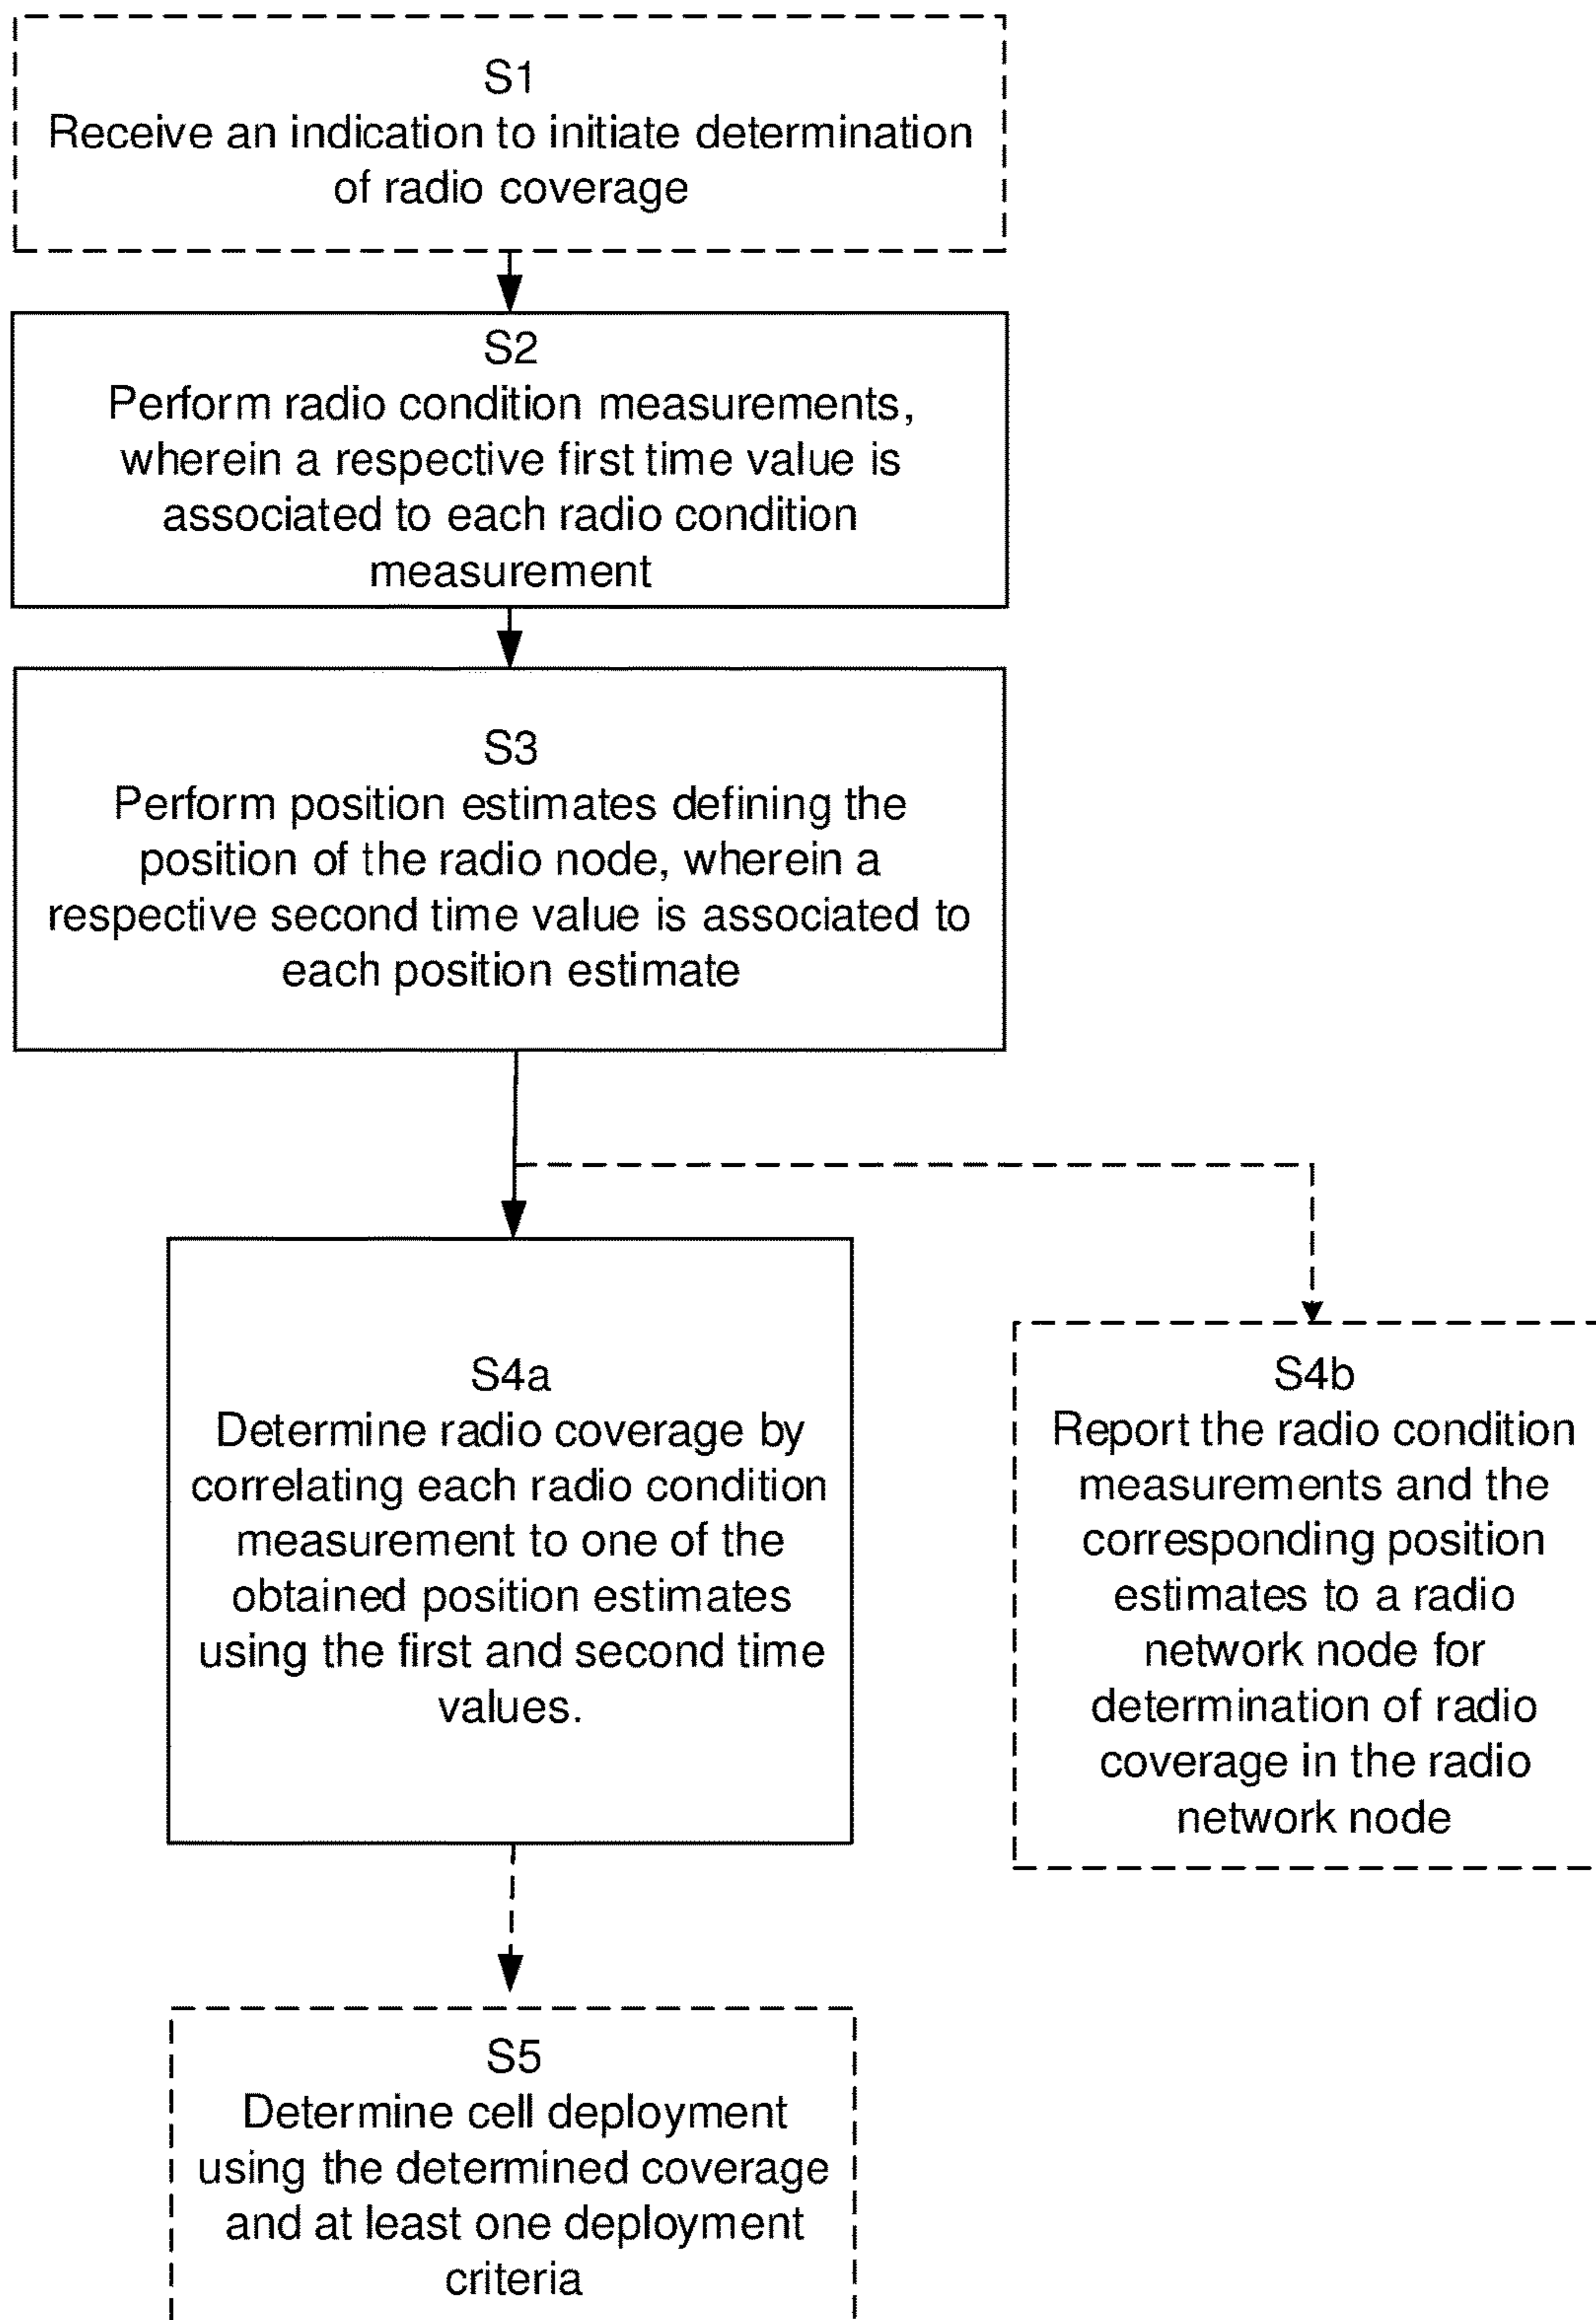 S1
Receive an indication to initiate determination
of radio coverage
S2
Perform radio condition measurements,
wherein a respective first time value is
associated to each radio condition
measurement
S3
Perform position estimates defining the
position of the radio node, wherein a
respective second time value is associated to
each position estimate
S4a
Determine radio coverage by
correlating each radio condition
measurement to one of the
obtained position estimates
using the first and second time
values.
S4b
Report the radio condition
measurements and the
corresponding position
estimates to a radio
network node for
determination of radio
coverage in the radio
network node
S5
Determine cell deployment
using the determined coverage
and at least one deployment
criteria